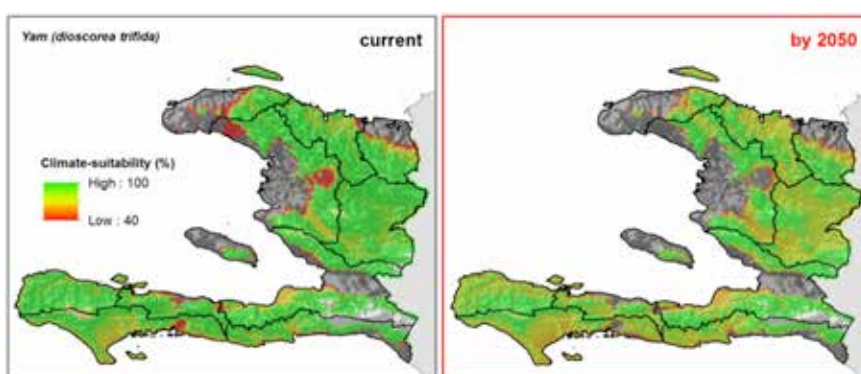 Yam (dioscorea trifida)
current
by 2050
Climate-suitability (%)
High : 100
Low : 40